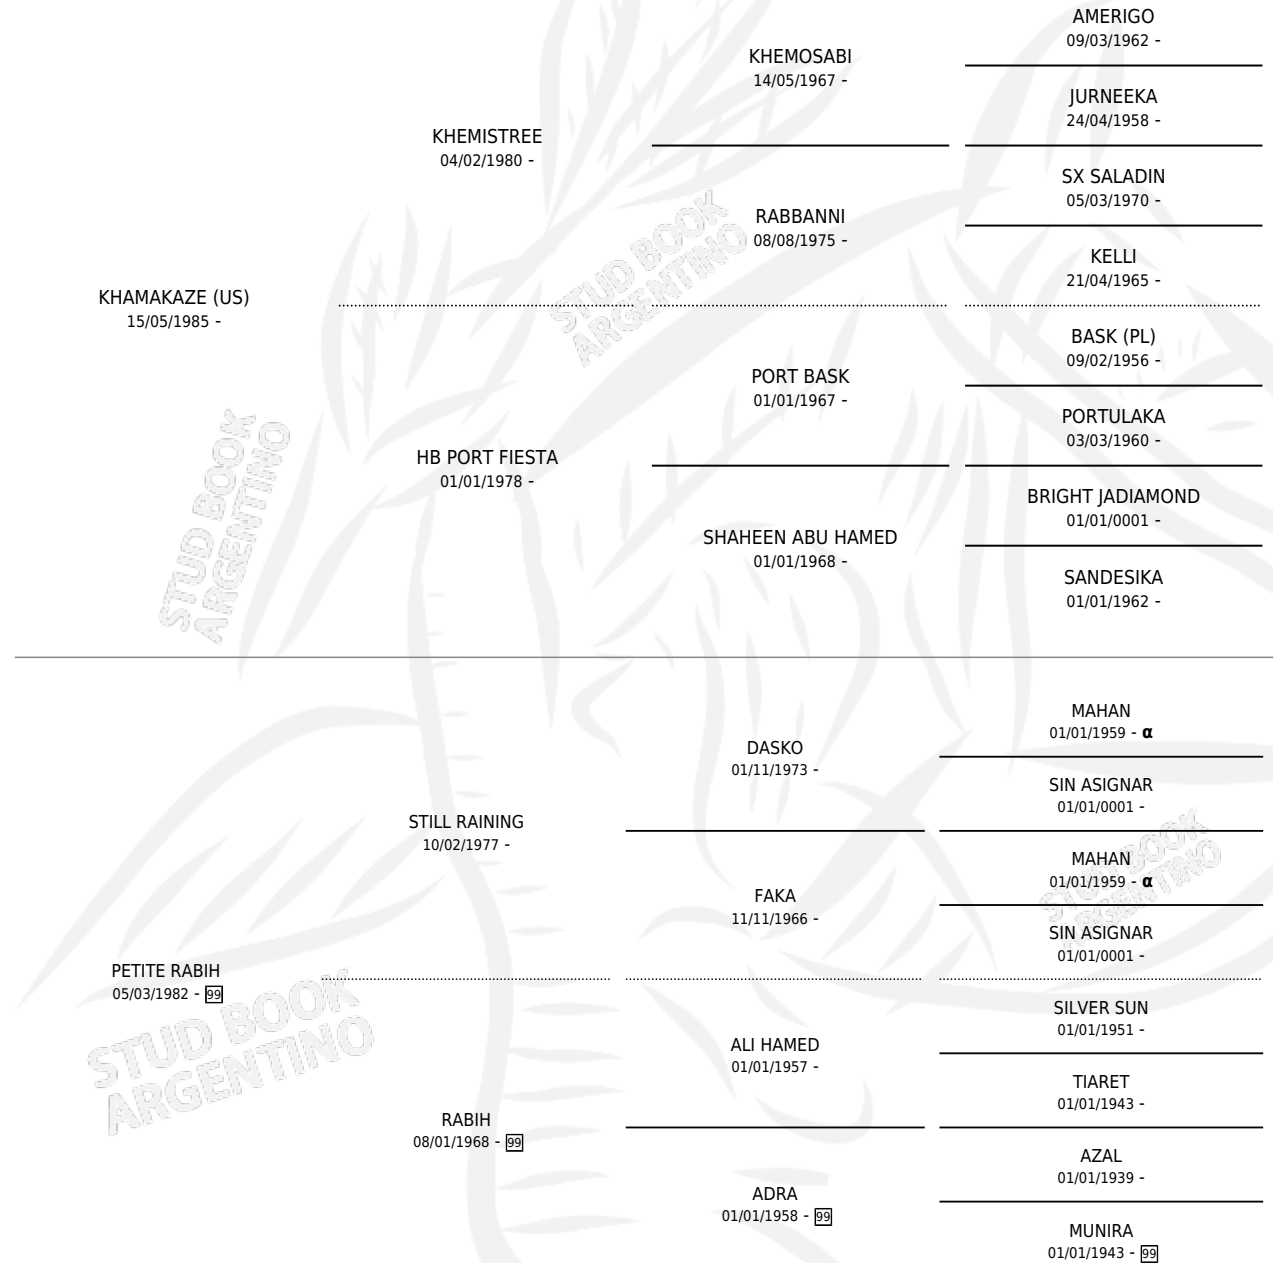 AMERIGO
09/03/1962 -
KHEMOSABI
14/05/1967 -
JURNEEKA
24/04/1958 -
KHEMISTREE
04/02/1980 -
SX SALADIN
05/03/1970 -
RABBANNI
08/08/1975 -
KELLI
21/04/1965 -
KHAMAKAZE (US)
15/05/1985 -
BASK (PL)
09/02/1956 -
PORT BASK
01/01/1967 -
PORTULAKA
03/03/1960 -
HB PORT FIESTA
01/01/1978 -
BRIGHT JADIAMOND
01/01/0001 -
SHAHEEN ABU HAMED
01/01/1968 -
SANDESIKA
01/01/1962 -
MAHAN
01/01/1959 - α
DASKO
01/11/1973 -
SIN ASIGNAR
01/01/0001 -
STILL RAINING
10/02/1977 -
MAHAN
01/01/1959 - α
FAKA
11/11/1966 -
SIN ASIGNAR
01/01/0001 -
PETITE RABIH
05/03/1982 - 99
SILVER SUN
01/01/1951 -
ALI HAMED
01/01/1957 -
TIARET
01/01/1943 -
RABIH
08/01/1968 - 99
AZAL
01/01/1939 -
ADRA
01/01/1958 - 99
MUNIRA
01/01/1943 - 99
STUD BOOK
ARGENTINO
STUD BOOK
ARGENTINO
STUD BOOK
ARGENTINO
STUD BOOK
ARGENTINO